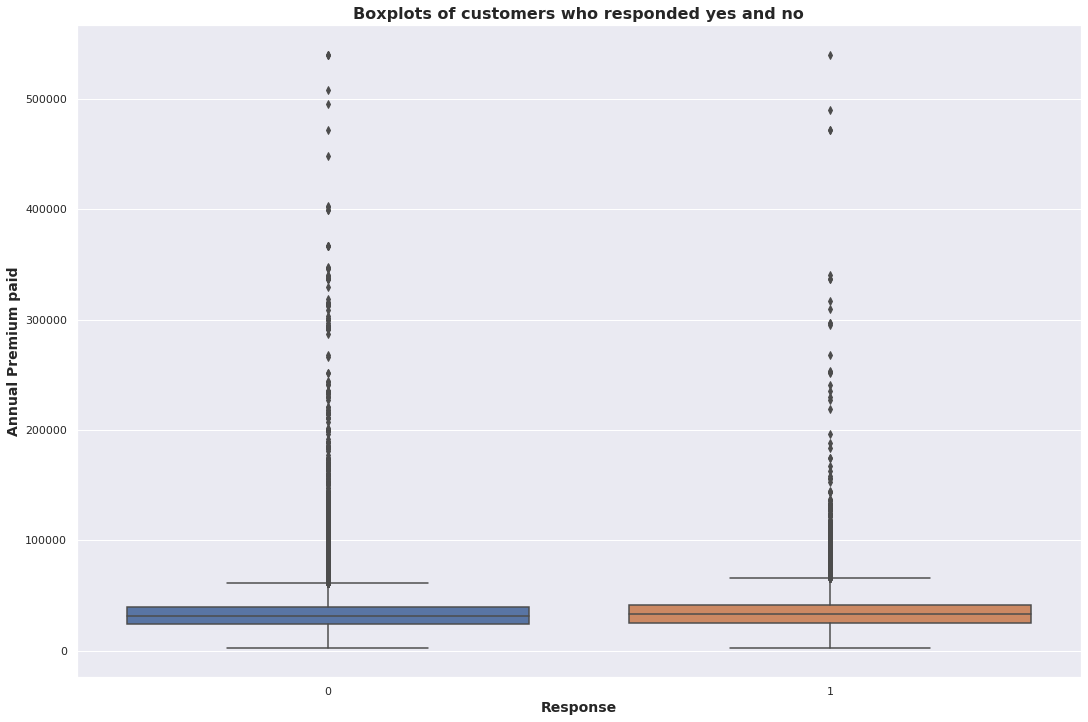 Boxplots of customers who responded yes and no
Annual Premium paid
500000
400000
300000
200000
100000
0
0 1
Response